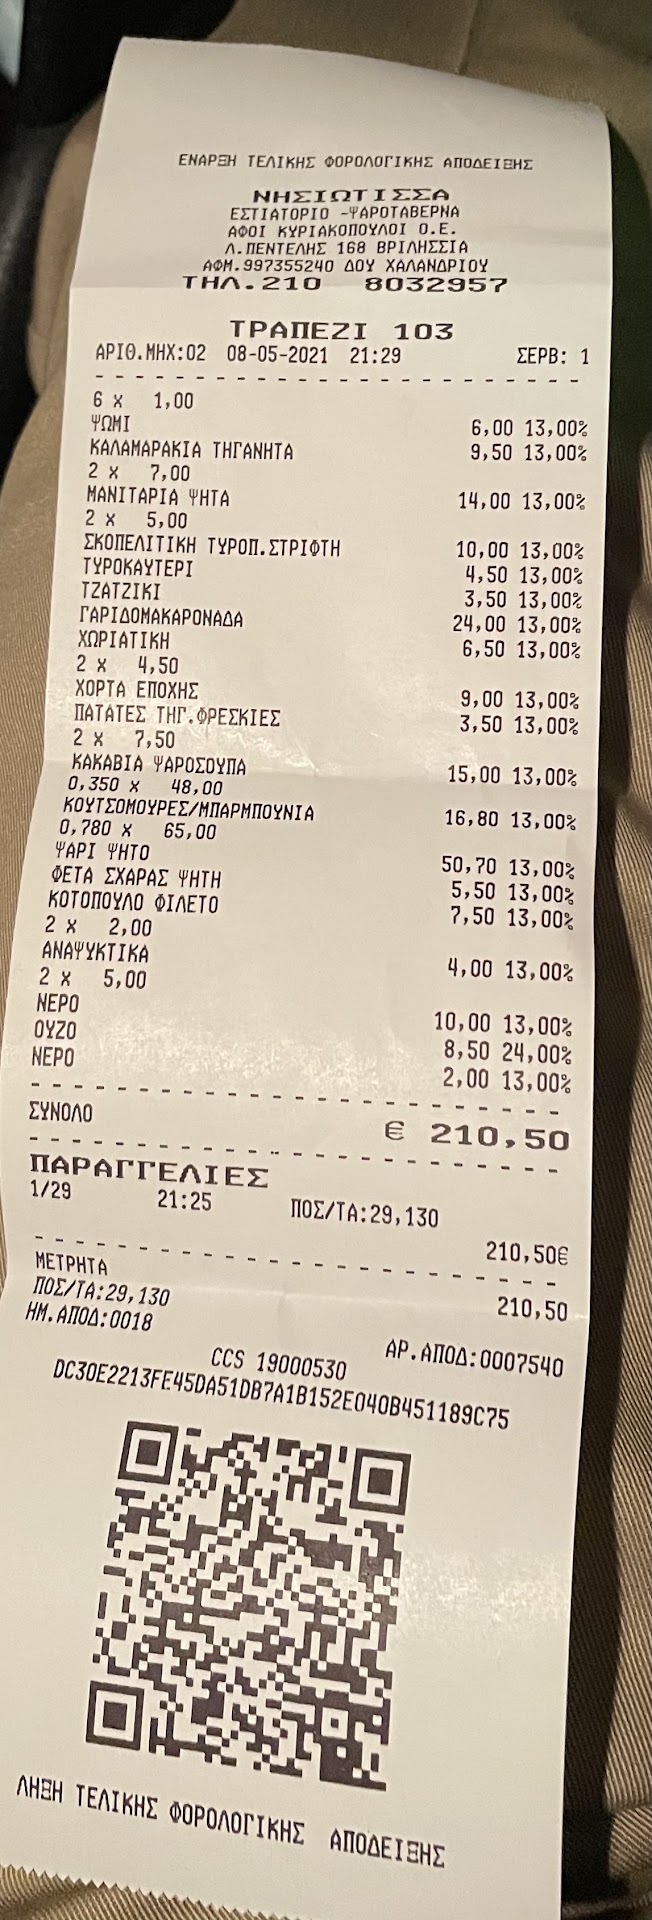 ΕΝΑΡΞΗ ΤΕΛΙΚΗΣ ΦΟΡΟΛΟΓΙΚΗΣ ΑΠΟΔΕΙΞΗΣ
ΝΗΣΙΩΤΙΣΣΑ
ΕΣΤΙΑΤΟΡΙΟ -ΨΑΡΟΤΑΒΕΡΝΑ
ΑΦΟΙ ΚΥΡΙΑΚΟΠΟΥΛΟΙ Ο.Ε.
Λ.ΠΕΝΤΕΛΗΣ 168 ΒΡΙΛΗΣΣΙΑ
ΑΦΜ.997355240 ΔΟΥ ΧΑΛΑΝΔΡΙΟΥ
ΤΗΛ.210 8032957
ΤΡΑΠΕΖΙ 103
ΑΡΙΘ.ΜΗΧ:02 08-05-2021 21:29 ΣΕΡΒ: 1
6 x 1,00
ΨΩΜΙ 6,00 13,00%
ΚΑΛΑΜΑΡΑΚΙΑ ΤΗΓΑΝΗΤΑ 9,50 13,00%
2 x 7,00
ΜΑΝΙΤΑΡΙΑ ΨΗΤΑ 14,00 13,00%
2 x 5,00
ΣΚΟΠΕΛΙΤΙΚΗ ΤΥΡΟΠ.ΣΤΡΙΦΤΗ 10,00 13,00%
ΤΥΡΟΚΑΥΤΕΡΙ 4,50 13,00%
ΤΖΑΤΖΙΚΙ 3,50 13,00%
ΓΑΡΙΔΟΜΑΚΑΡΟΝΑΔΑ 24,00 13,00%
ΧΩΡΙΑΤΙΚΗ 6,50 13,00%
2 x 4,50
ΧΟΡΤΑ ΕΠΟΧΗΣ 9,00 13,00%
ΠΑΤΑΤΕΣ ΤΗΓ.ΦΡΕΣΚΙΕΣ 3,50 13,00%
2 x 7,50
ΚΑΚΑΒΙΑ ΨΑΡΟΣΟΥΠΑ 15,00 13,00%
0,350 x 48,00
ΚΟΥΤΣΟΜΟΥΡΕΣ/ΜΠΑΡΜΠΟΥΝΙΑ 16,80 13,00%
0,780 x 65,00
ΨΑΡΙ ΨΗΤΟ 50,70 13,00%
ΦΕΤΑ ΣΧΑΡΑΣ ΨΗΤΗ 5,50 13,00%
ΚΟΤΟΠΟΥΛΟ ΦΙΛΕΤΟ 7,50 13,00%
2 x 2,00
ΑΝΑΨΥΚΤΙΚΑ 4,00 13,00%
2 x 5,00
ΝΕΡΟ 10,00 13,00%
ΟΥΖΟ 8,50 24,00%
ΝΕΡΟ 2,00 13,00%
ΣΥΝΟΛΟ € 210,50
ΠΑΡΑΓΓΕΛΙΕΣ
1/29 21:25 ΠΟΣ/ΤΑ:29,130
210,50€
ΜΕΤΡΗΤΑ 210,50
ΠΟΣ/ΤΑ:29,130
ΗΜ.ΑΠΟΔ:0018 ΑΡ.ΑΠΟΔ:0007540
CCS 19000530
DC30E2213FE45DA51DB7A1B152E040B451189C75
ΛΗΞΗ ΤΕΛΙΚΗΣ ΦΟΡΟΛΟΓΙΚΗΣ ΑΠΟΔΕΙΞΗΣ